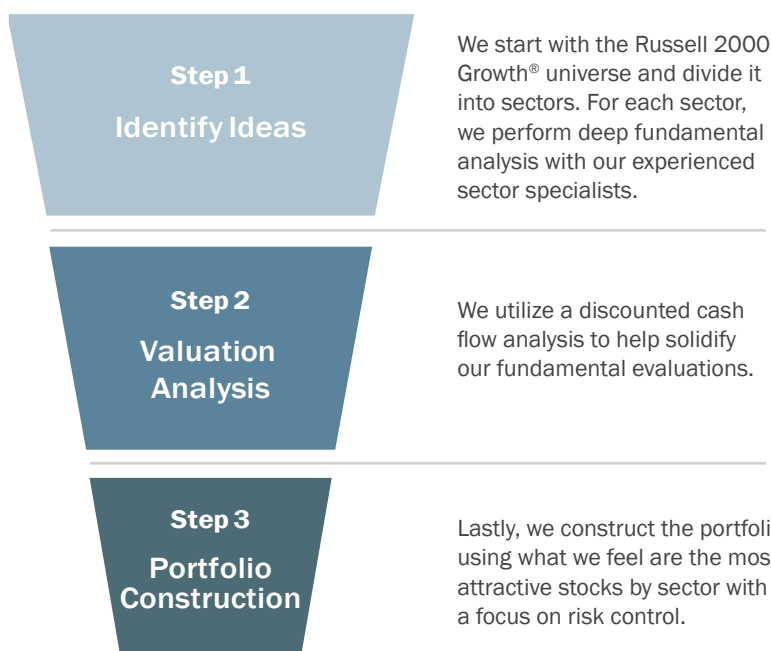 Step 1
Identify Ideas
We start with the Russell 2000
Growth® universe and divide it
into sectors. For each sector,
we perform deep fundamental
analysis with our experienced
sector specialists.
Step 2
Valuation
Analysis
We utilize a discounted cash
flow analysis to help solidify
our fundamental evaluations.
Step 3
Portfolio
Construction
Lastly, we construct the portfoli
using what we feel are the mos
attractive stocks by sector with
a focus on risk control.